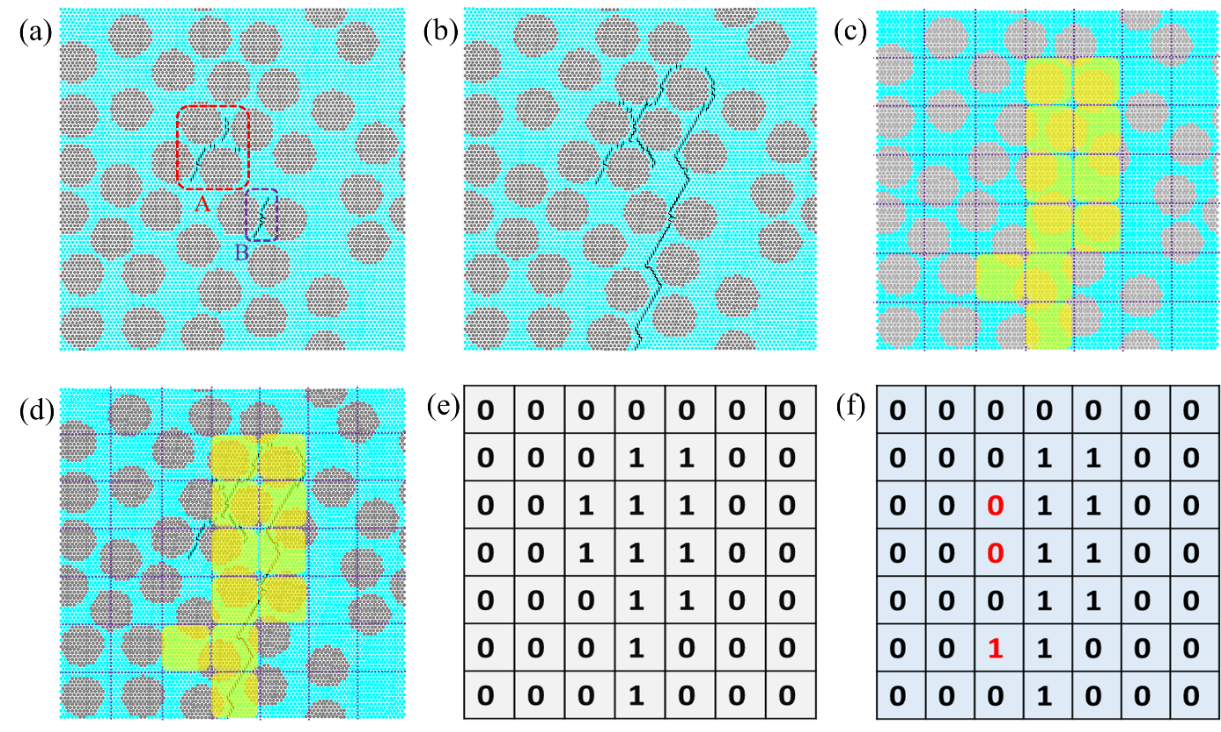 (a)
A
B
(b)
(c)
(d)
(e)
0 0 0 0 0 0 0
0 0 0 1 1 0 0
0 0 1 1 1 0 0
0 0 1 1 1 0 0
0 0 0 1 1 0 0
0 0 0 1 0 0 0
0 0 0 1 0 0 0
(f)
0 0 0 0 0 0 0
0 0 0 1 1 0 0
0 0 0 1 1 0 0
0 0 0 1 1 0 0
0 0 0 1 1 0 0
0 0 1 1 0 0 0
0 0 0 1 0 0 0